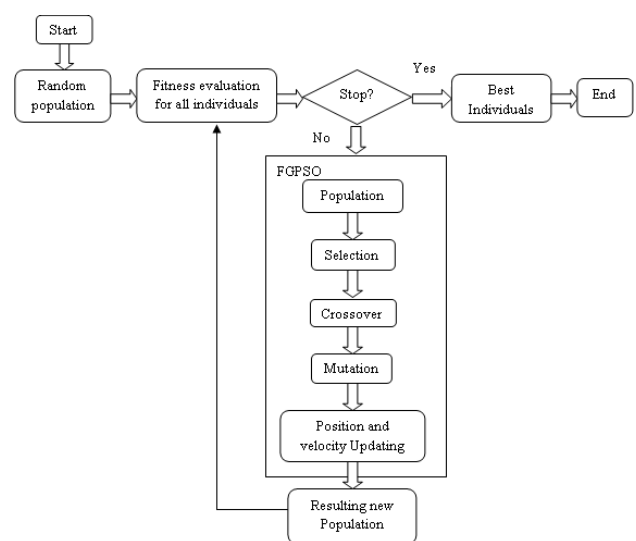 Start
Random
population
Fitness evaluation
for all individuals
Stop?
Yes
Best
Individuals
End
No
FGPSO
Population
Selection
Crossover
Mutation
Position and
velocity Updating
Resulting new
Population